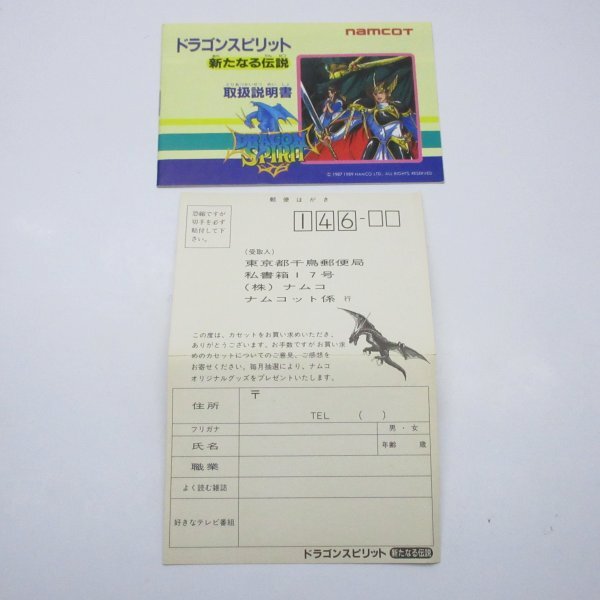 namcoT
ドラゴンスピリット
新たなる伝説
取扱説明書
DRAGON
SPIRIT
© 1987 1989 NAMCO LTD., ALL RIGHTS RESERVED
郵便はがき
恐縮ですが
切手を必ず
貼付して下
さい。
146-□□
(受取人)
東京都千鳥郵便局
私書箱17号
(株)ナムコ
ナムコット係 行
この度は、カセットをお買い求めいただき、
ありがとうございます。お手数ですがお買い求
めのカセットについてのご意見、ご感想を
お寄せください。毎月抽選により、ナムコ
オリジナルグッズをプレゼントいたします。
住所
〒
TEL ( )
フリガナ
男・女
氏名
年齢 歳
職業
よく読む雑誌
好きなテレビ番組
ドラゴンスピリット 新たなる伝説